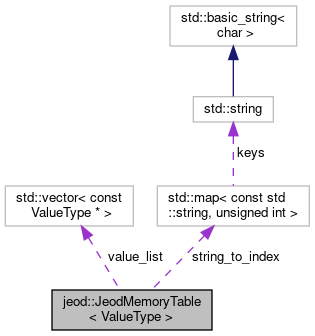 std::basic_string<
char >
std::string
keys
std::vector< const
ValueType * >
std::map< const std
::string, unsigned int >
value_list
string_to_index
jeod::JeodMemoryTable
< ValueType >